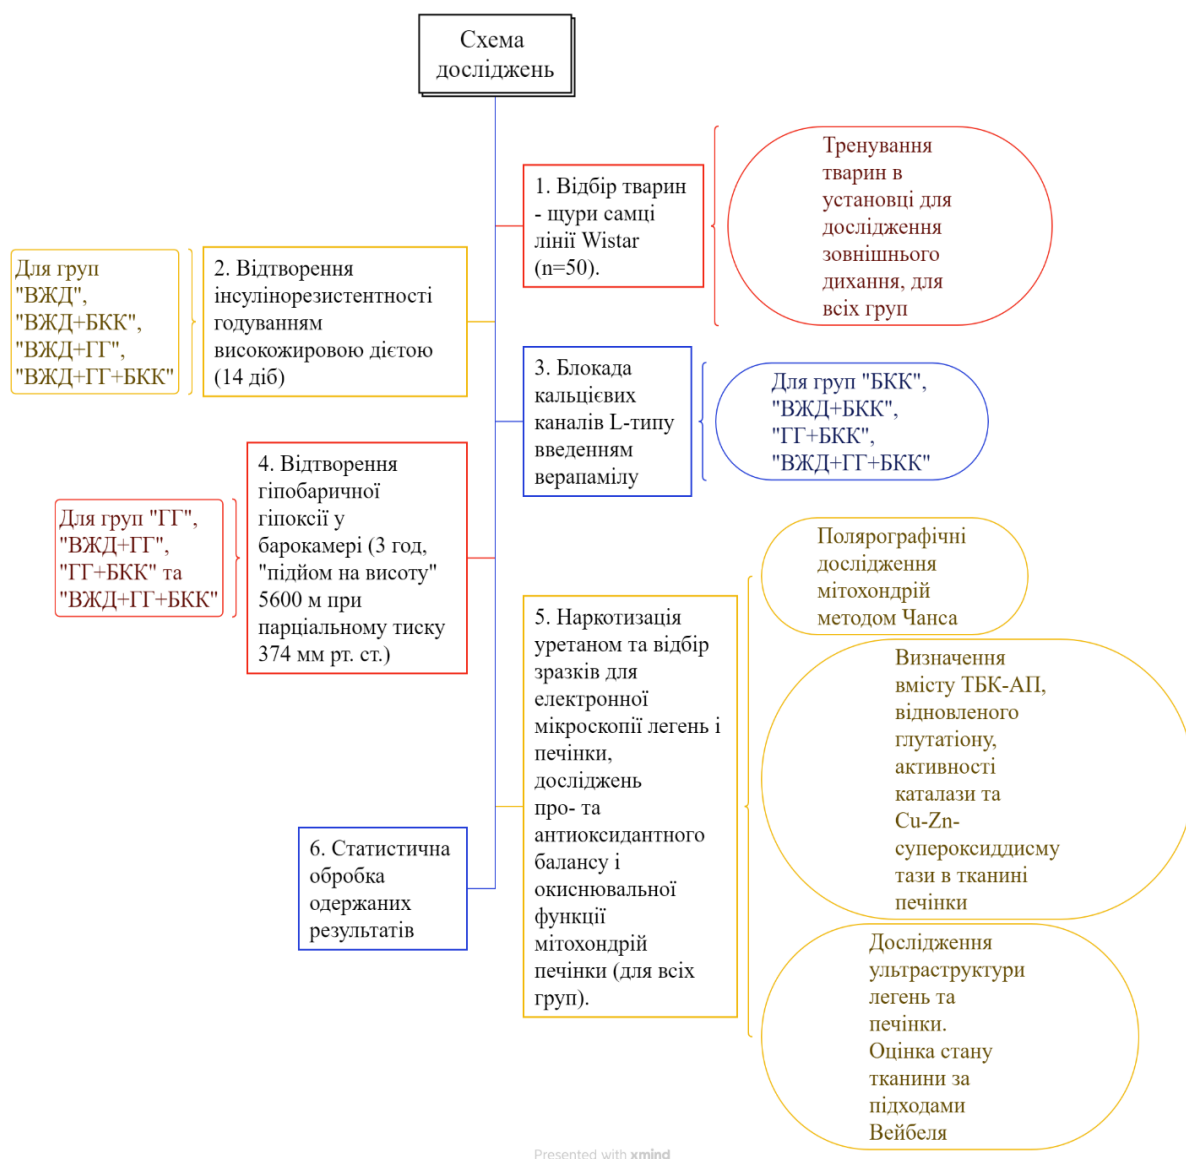 Схема
досліджень
1. Відбір тварин
- щури самці
лінії Wistar
(n=50).
Тренування
тварин в
установці для
дослідження
зовнішнього
дихання, для
всіх груп
2. Відтворення
інсулінорезистентності
годуванням
високожировою дієтою
(14 діб)
Для груп
"ВЖД",
"ВЖД+БКК",
"ВЖД+ГГ",
"ВЖД+ГГ+БКК"
3. Блокада
кальцієвих
каналів L-типу
введенням
верапамілу
Для груп "БКК",
"ВЖД+БКК",
"ГГ+БКК",
"ВЖД+ГГ+БКК"
4. Відтворення
гіпобаричної
гіпоксії у
барокамері (3 год,
"підйом на висоту"
5600 м при
парціальному тиску
374 мм рт. ст.)
Для груп "ГГ",
"ВЖД+ГГ",
"ГГ+БКК" та
"ВЖД+ГГ+БКК"
5. Наркотизація
уретаном та відбір
зразків для
електронної
мікроскопії легень і
печінки,
досліджень
про- та
антиоксидантного
балансу і
окиснювальної
функції
мітохондрій
печінки (для всіх
груп).
Полярографічні
дослідження
мітохондрій
методом Чанса
Визначення
вмісту ТБК-АП,
відновленого
глутатіону,
активності
каталази та
Cu-Zn-
супероксиддисму
тази в тканині
печінки
Дослідження
ультраструктури
легень та
печінки.
Оцінка стану
тканини за
підходами
Вейбеля
6. Статистична
обробка
одержаних
результатів
Presented with xmind